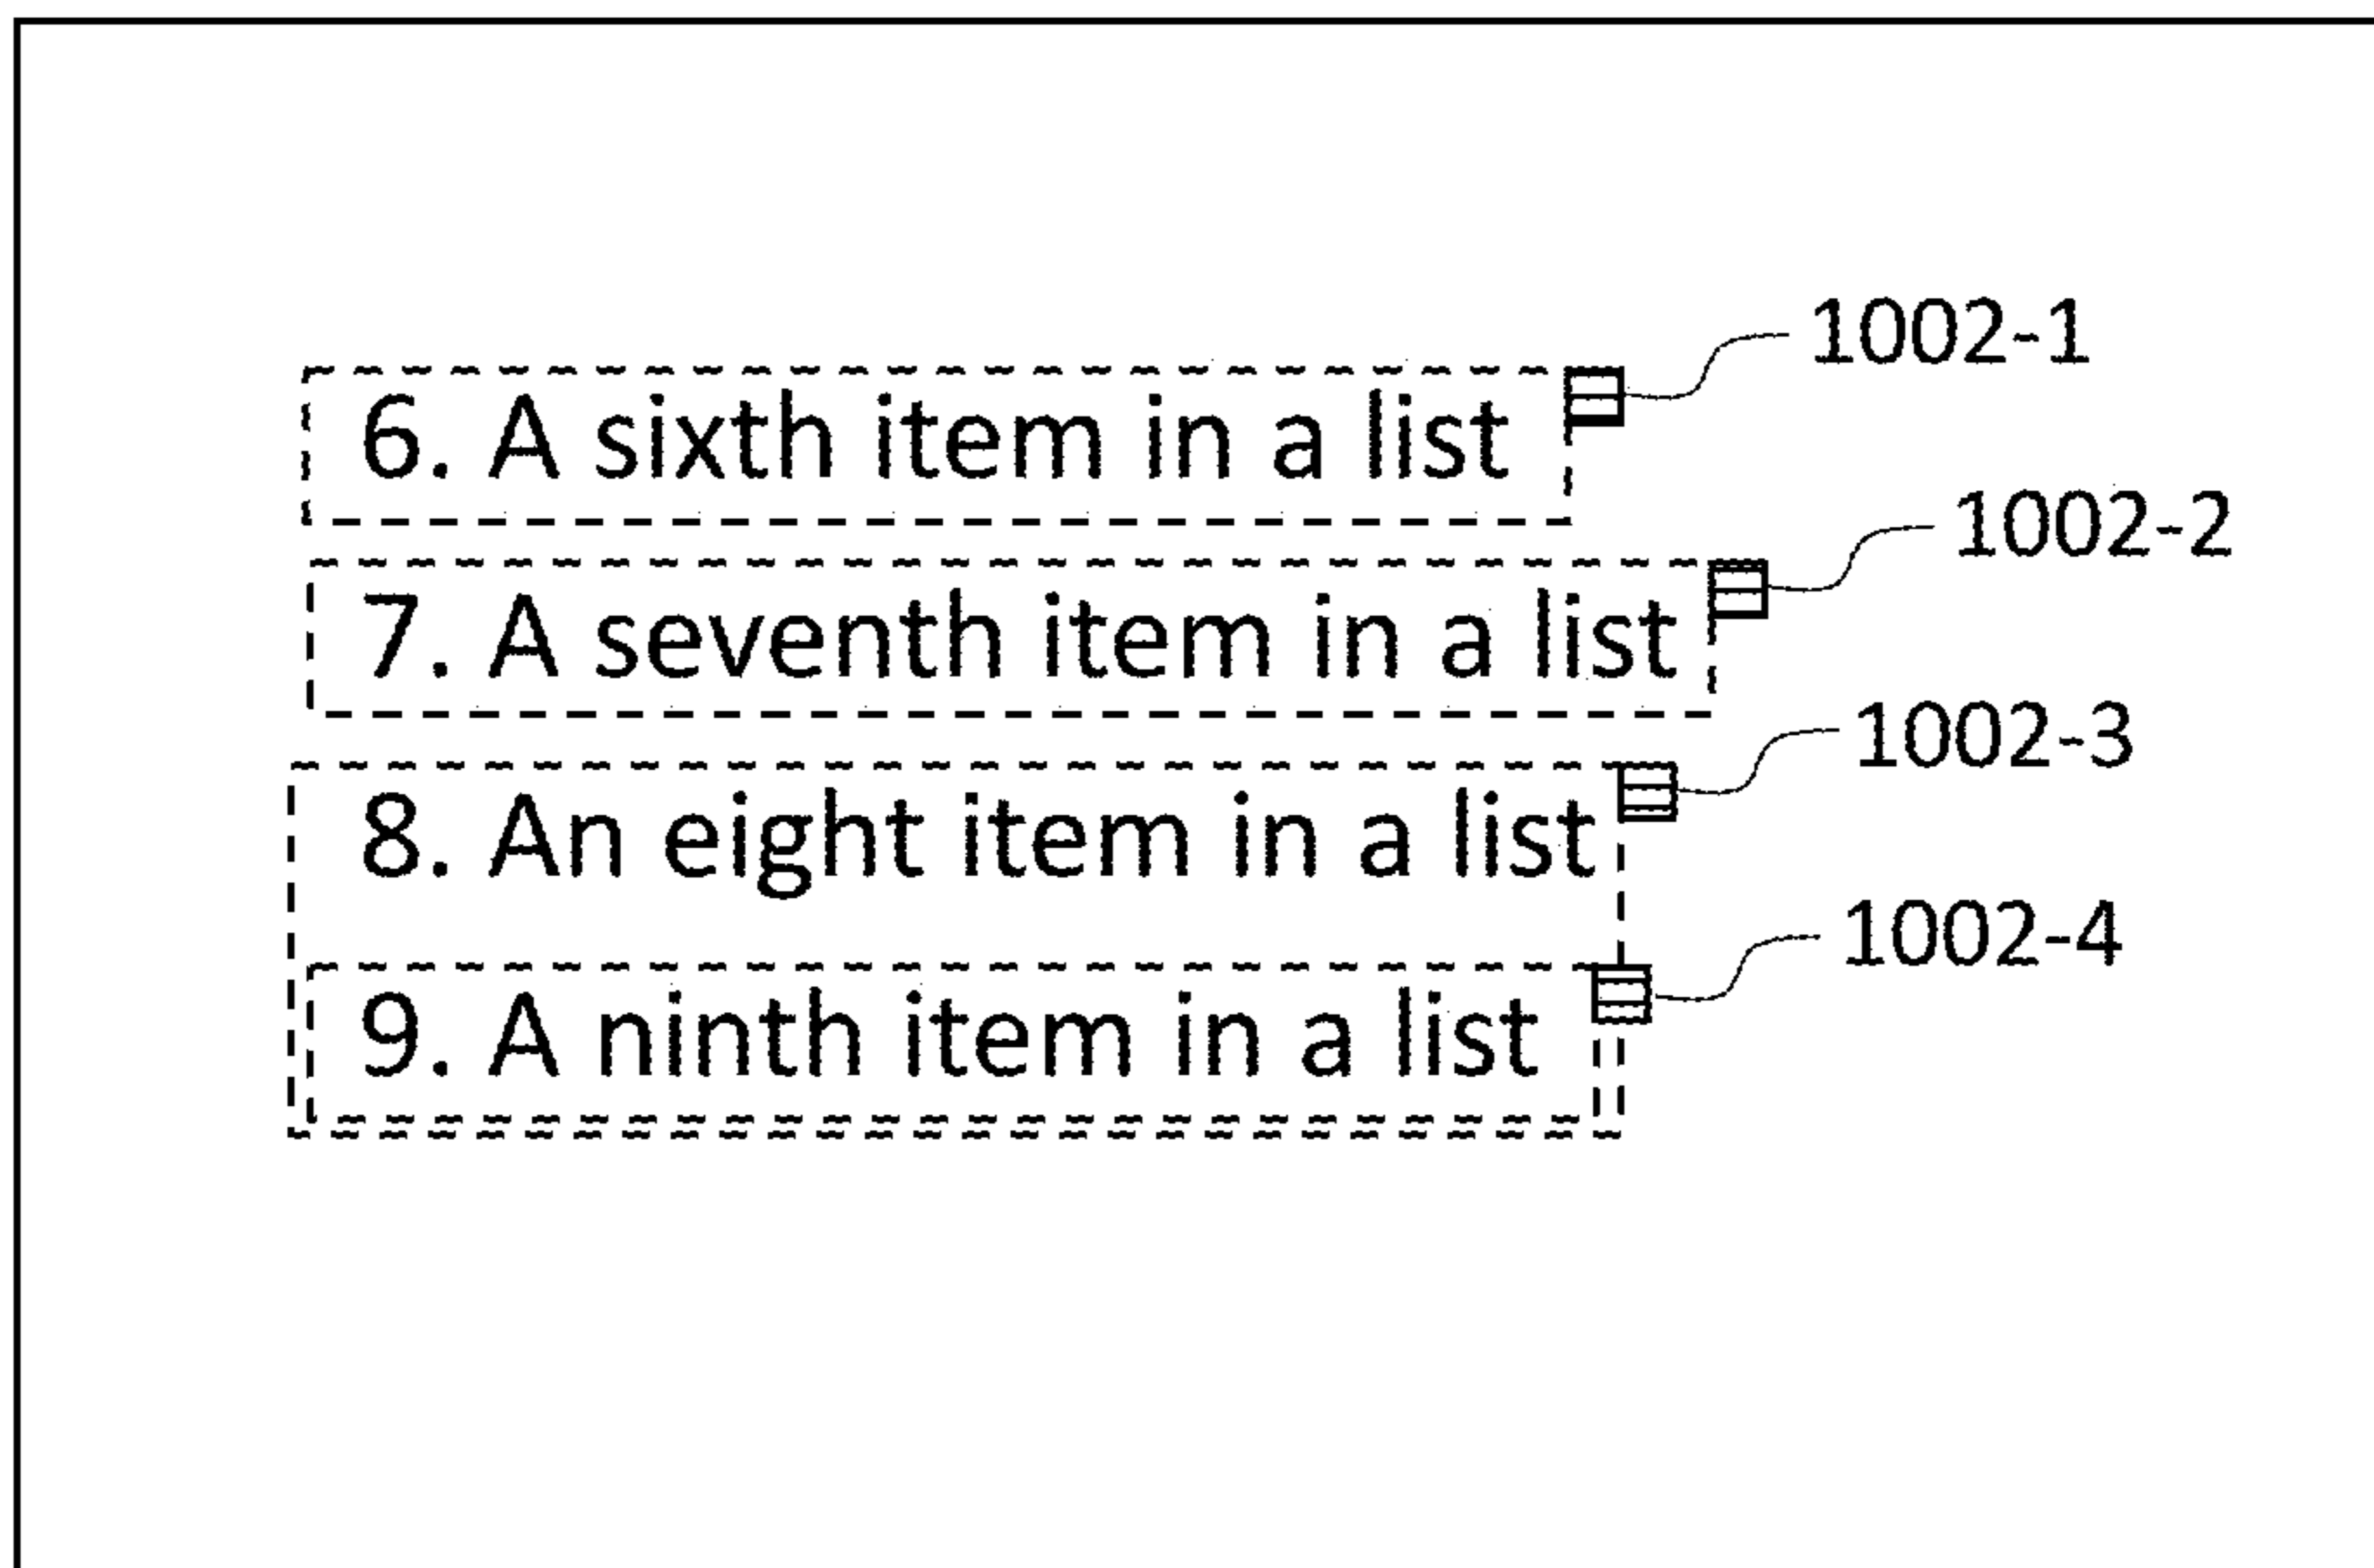 1002-1
6. A sixth item in a list
1002-2
7. A seventh item in a list
1002-3
8. An eight item in a list
1002-4
9. A ninth item in a list